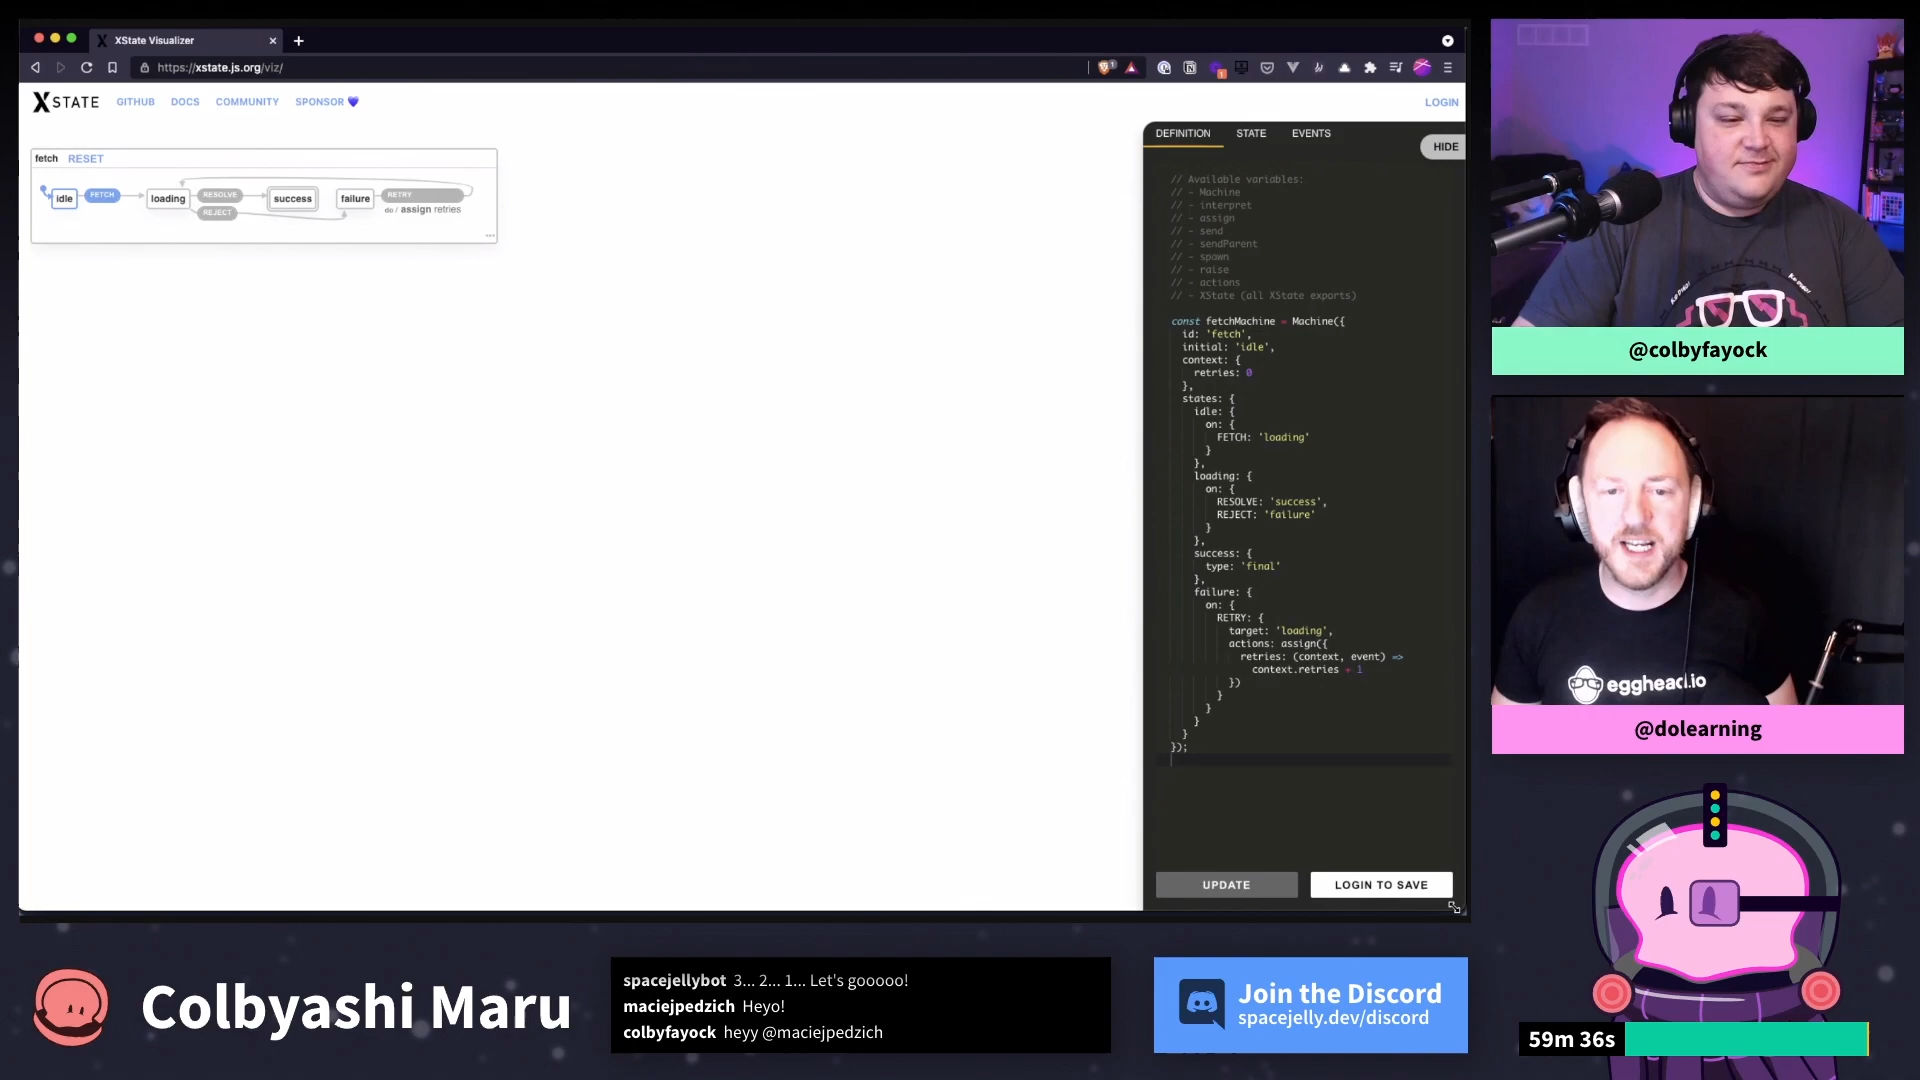 XState Visualizer
https://xstate.js.org/viz/
XSTATE GITHUB DOCS COMMUNITY SPONSOR 💜 LOGIN
fetch RESET
idle FETCH loading RESOLVE REJECT success failure RETRY
do / assign retries
DEFINITION STATE EVENTS
HIDE
// Available variables:
// - Machine
// - interpret
// - assign
// - send
// - sendParent
// - spawn
// - raise
// - actions
// - XState (all XState exports)
const fetchMachine = Machine({
id: 'fetch',
initial: 'idle',
context: {
retries: 0
},
states: {
idle: {
on: {
FETCH: 'loading'
}
},
loading: {
on: {
RESOLVE: 'success',
REJECT: 'failure'
}
},
success: {
type: 'final'
},
failure: {
on: {
RETRY: {
target: 'loading',
actions: assign({
retries: (context, event) =>
context.retries + 1
})
}
}
}
}
});
UPDATE LOGIN TO SAVE
@colbyfayock
egghead.io
@dolearning
Colbyashi Maru
spacejellybot 3... 2... 1... Let's gooooo!
maciejpedzich Heyo!
colbyfayock heyy @maciejpedzich
Join the Discord
spacejelly.dev/discord
59m 36s